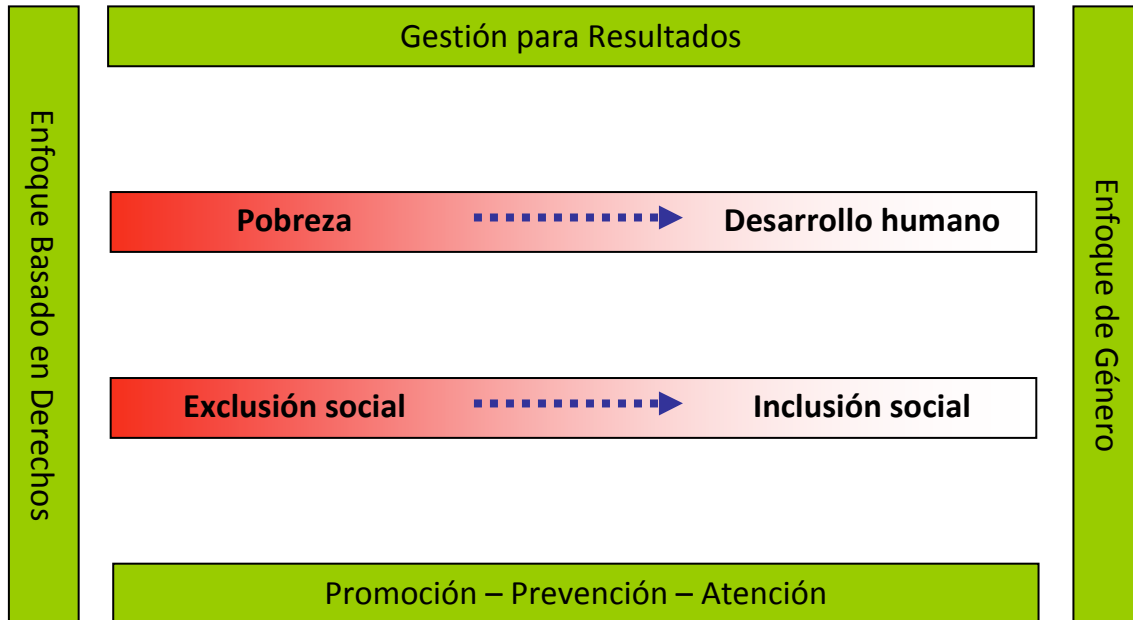 Gestión para Resultados
Enfoque Basado en Derechos
Pobreza
Desarrollo humano
Enfoque de Género
Exclusión social
Inclusión social
Promoción – Prevención – Atención